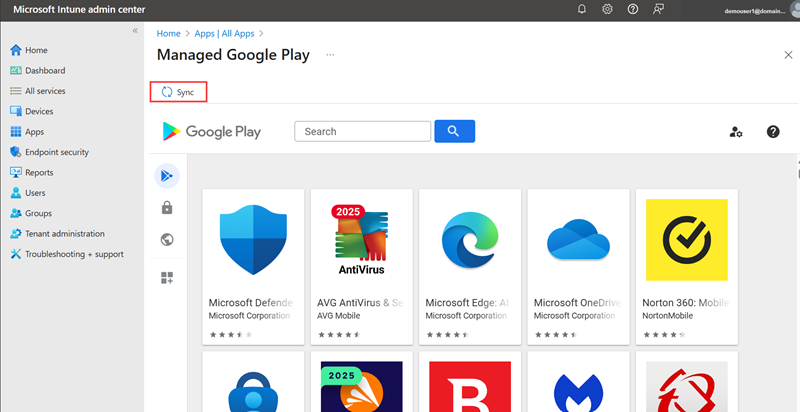 Microsoft Intune admin center
demouser1@domain...
Home > Apps | All Apps >
Managed Google Play ...
Sync
Home
Dashboard
All services
Devices
Apps
Endpoint security
Reports
Users
Groups
Tenant administration
Troubleshooting + support
Google Play
Search
2025
AntiVirus
Microsoft Defende
Microsoft Corporation
AVG AntiVirus & Se
AVG Mobile
Microsoft Edge: AI
Microsoft Corporation
Microsoft OneDrive
Microsoft Corporation
Norton 360: Mobile
NortonMobile
2025
B